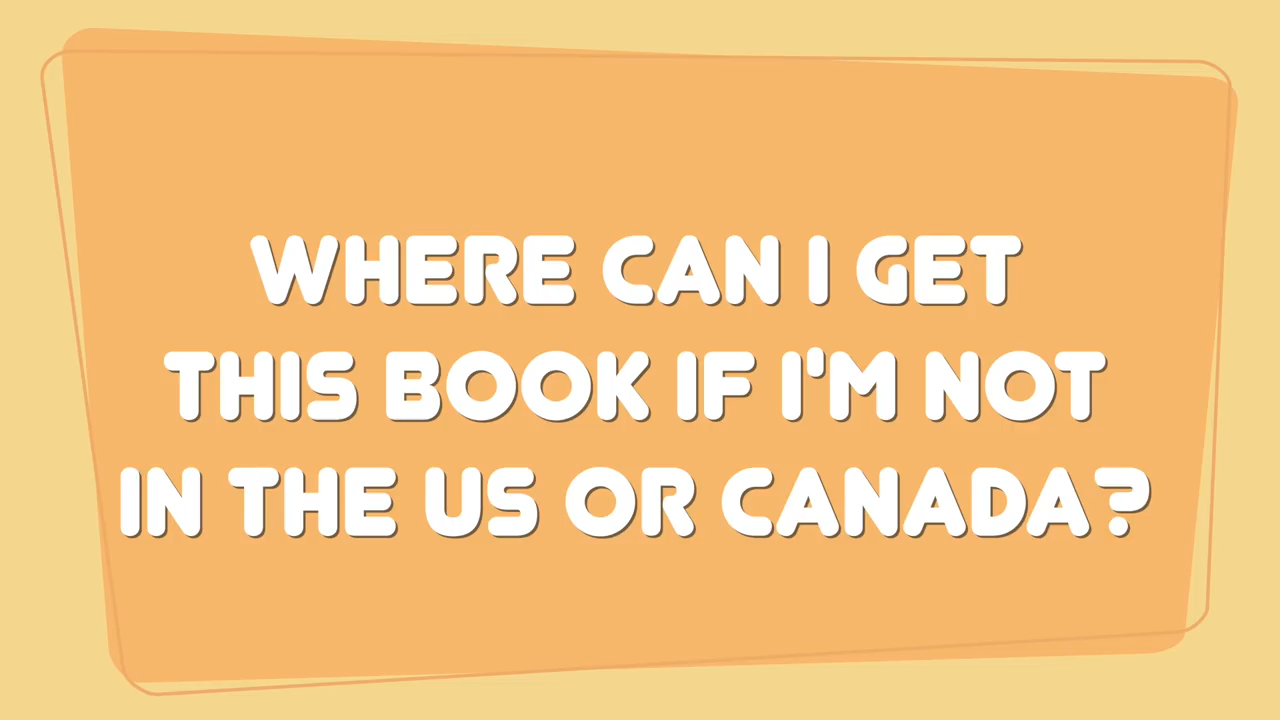 WHERE CAN I GET
THIS BOOK IF I'M NOT
IN THE US OR CANADA?